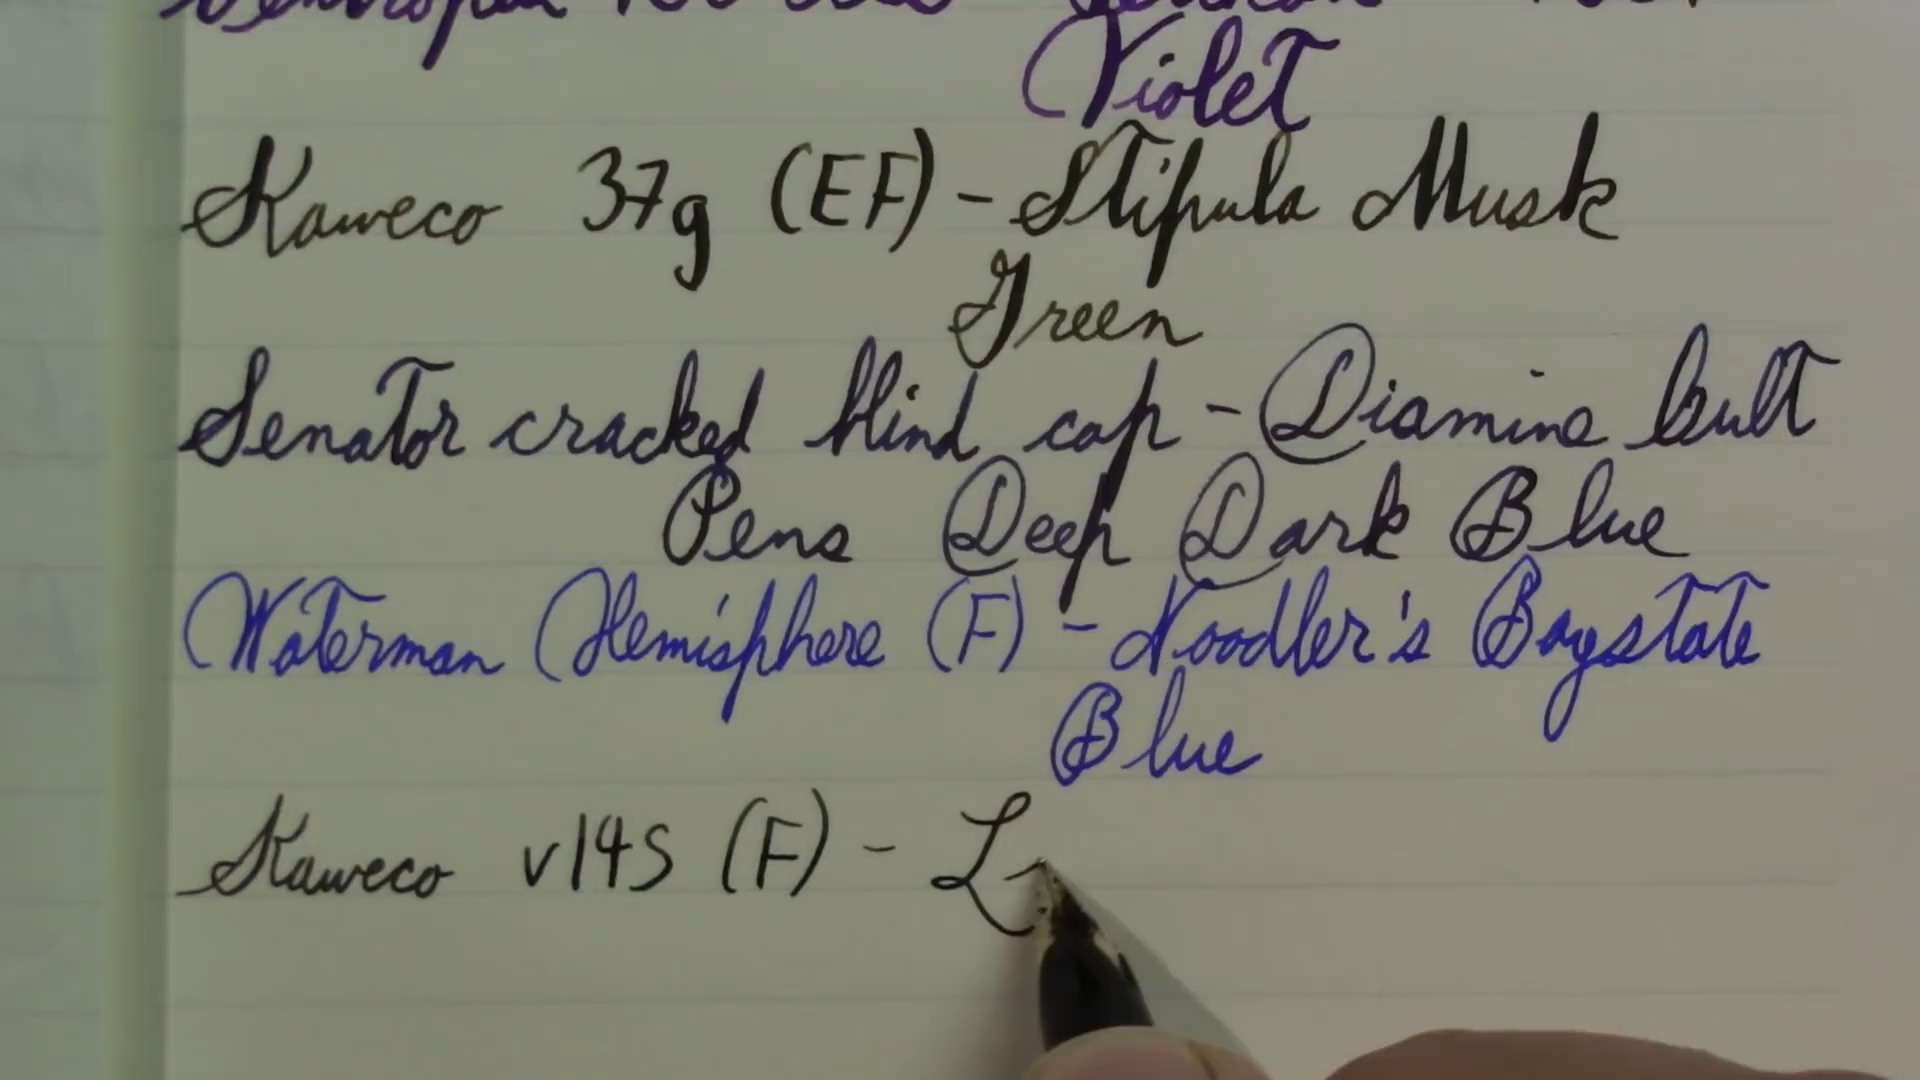 Violet
Kaweco 37g (EF) - Stipula Musk
Green
Senator cracked blind cap - Diamine Cult
Pens Deep Dark Blue
Waterman Hemisphere (F) - Noodler's Baystate
Blue
Kaweco v14S (F) - L